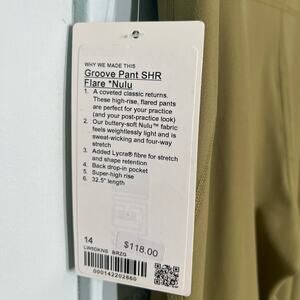 WHY WE MADE THIS
Groove Pant SHR
Flare *Nulu
1. A coveted classic returns.
These high-rise, flared pants
are perfect for your practice
(and your post-practice look)
2. Our buttery-soft Nulu™ fabric
feels weightlessly light and is
sweat-wicking and four-way
stretch
3. Added Lycra® fibre for stretch
and shape retention
4. Back drop-in pocket
5. Super-high rise
6. 32.5" length
14
$118.00
LW5GKNS BRZG
000142202660